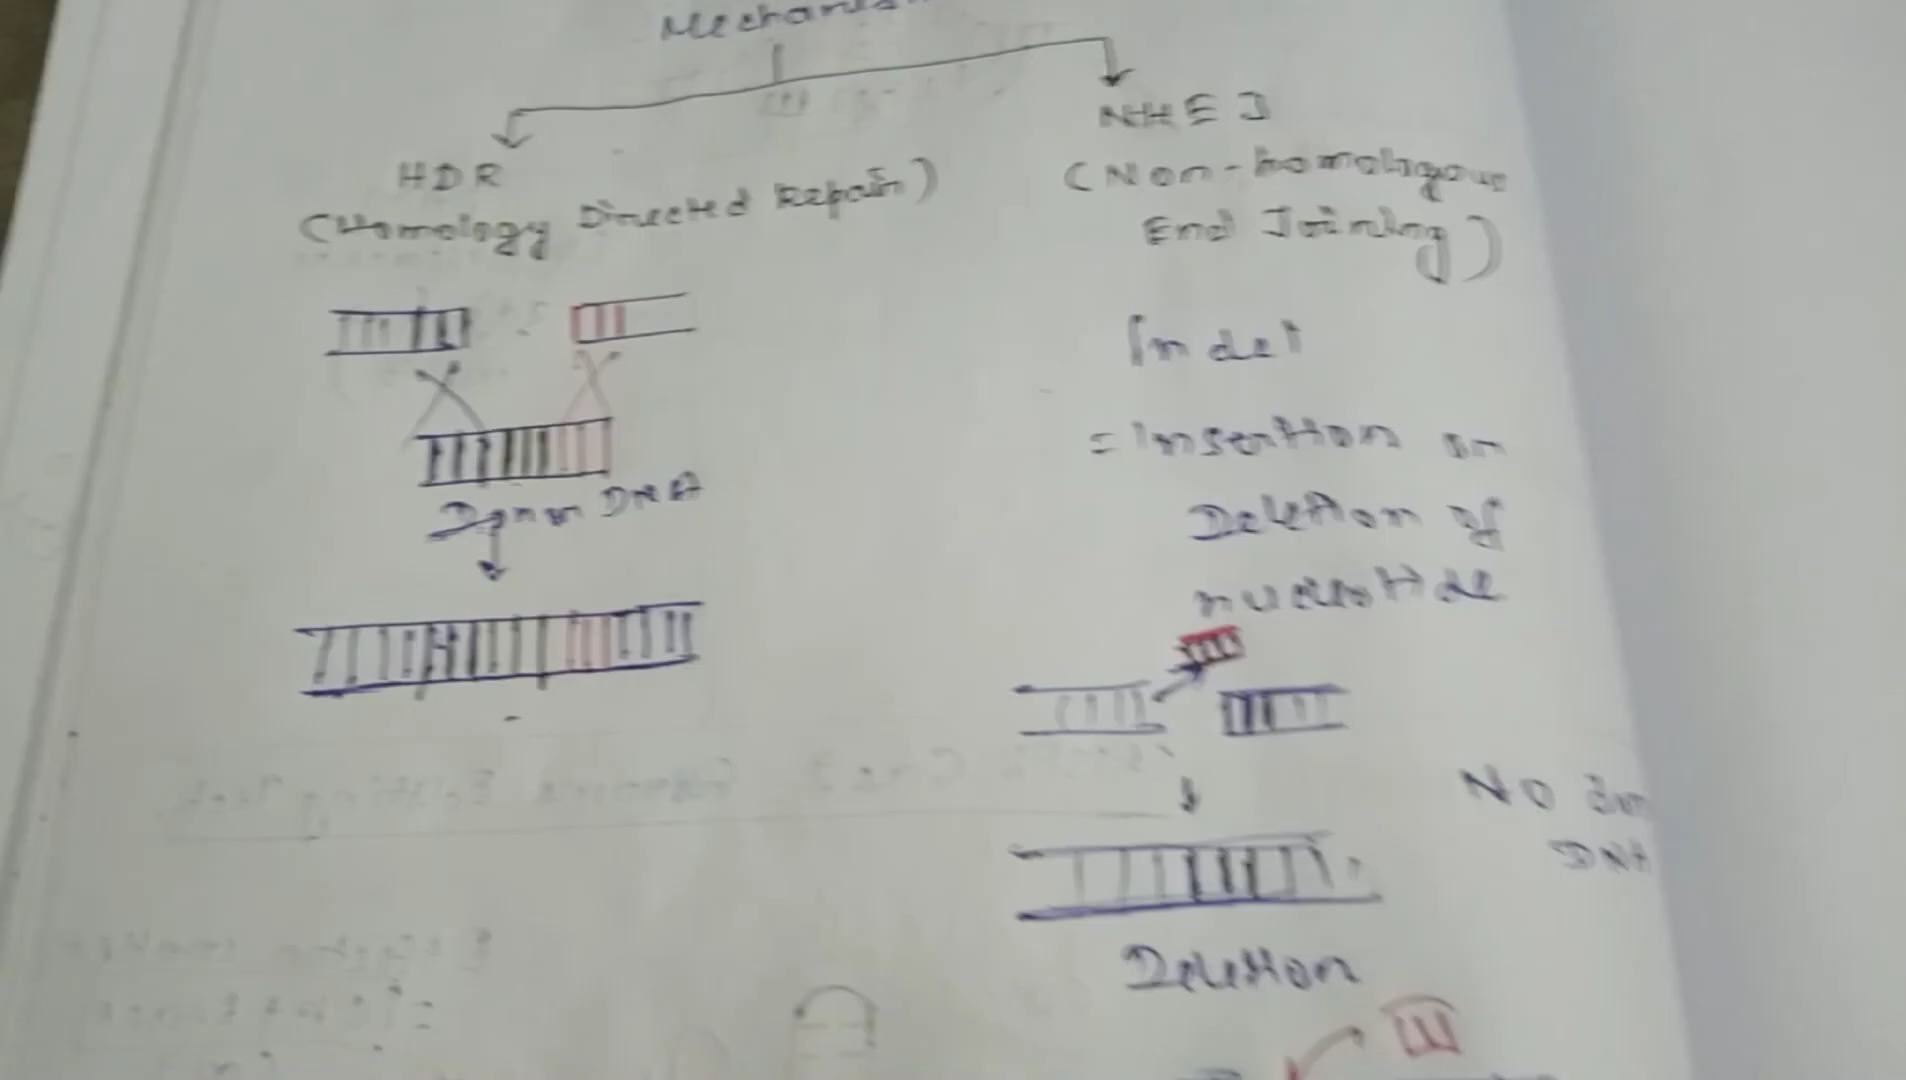 HDR
(Homology Directed Repair)
NHEJ
(Non-homologous
End Joining)
Indel
= Insertion or
Deletion of
nucleotide
Donor DNA
NO
DNA
Deletion